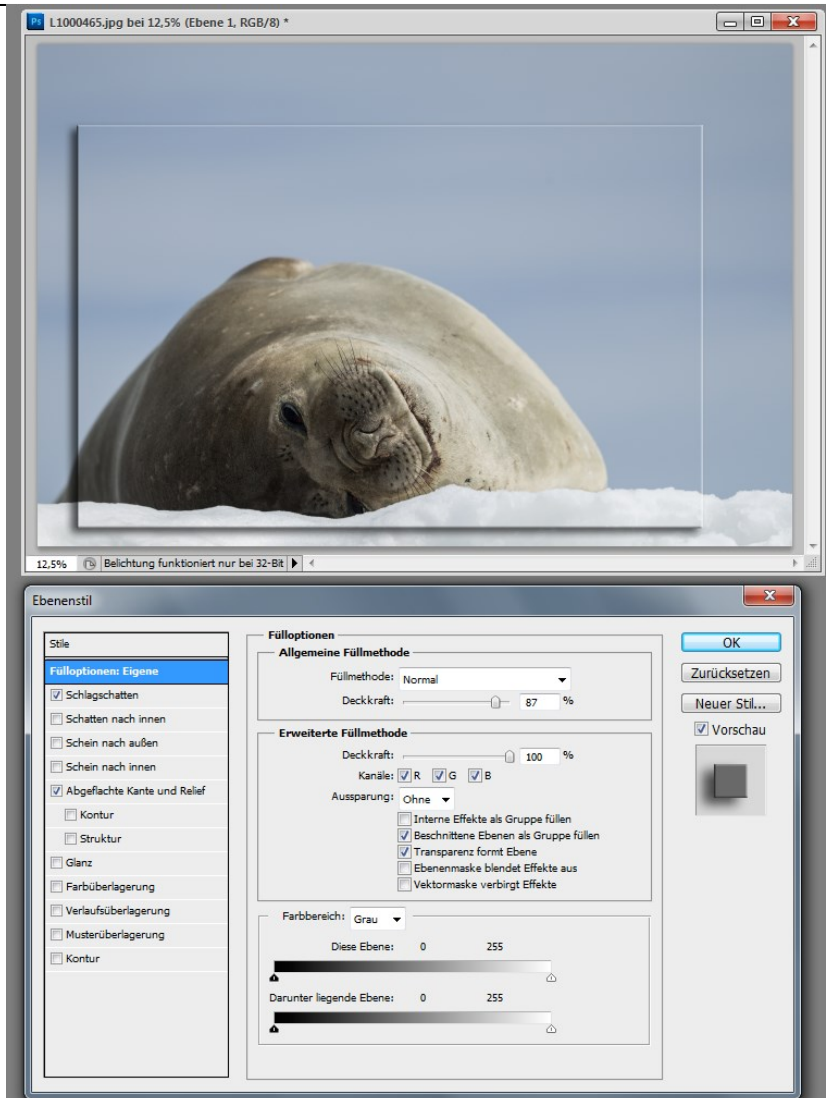 Ps L1000465.jpg bei 12,5% (Ebene 1, RGB/8) *
12,5% Belichtung funktioniert nur bei 32-Bit
Ebenenstil
Stile
Fülloptionen: Eigene
Schlagschatten
Schatten nach innen
Schein nach außen
Schein nach innen
Abgeflachte Kante und Relief
Kontur
Struktur
Glanz
Farbüberlagerung
Verlaufsüberlagerung
Musterüberlagerung
Kontur
Fülloptionen
Allgemeine Füllmethode
Füllmethode: Normal
Deckkraft: 87 %
Erweiterte Füllmethode
Deckkraft: 100 %
Kanäle: R G B
Aussparung: Ohne
Interne Effekte als Gruppe füllen
Beschnittene Ebenen als Gruppe füllen
Transparenz formt Ebene
Ebenenmaske blendet Effekte aus
Vektormaske verbirgt Effekte
Farbbereich: Grau
Diese Ebene: 0 255
Darunter liegende Ebene: 0 255
OK
Zurücksetzen
Neuer Stil...
Vorschau